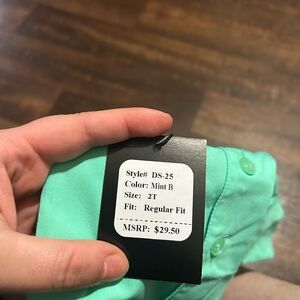 Style# DS-25
Color: Mint B
Size: 2T
Fit: Regular Fit
MSRP: $29.50